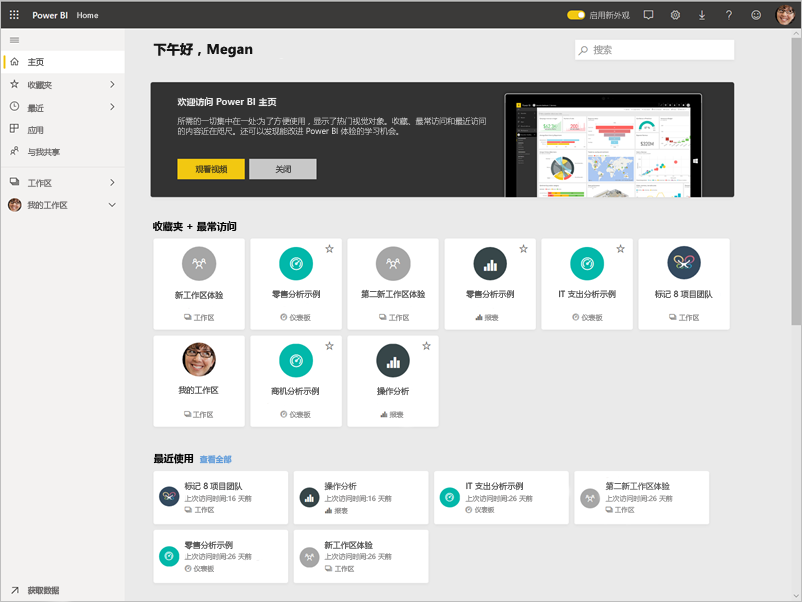 Power BI Home
启用新外观
下午好，Megan
搜索
主页
收藏夹
最近
应用
与我共享
工作区
我的工作区
获取数据
欢迎访问 Power BI 主页
所需的一切集中在一处:为了方便使用，显示了热门视觉对象。收藏、最常访问和最近访问
的内容近在咫尺。还可以发现能改进 Power BI 体验的学习机会。
观看视频
关闭
收藏夹 + 最常访问
新工作区体验
工作区
零售分析示例
仪表板
第二新工作区体验
工作区
零售分析示例
报表
IT 支出分析示例
仪表板
标记 8 项目团队
工作区
我的工作区
工作区
商机分析示例
仪表板
操作分析
报表
最近使用 查看全部
标记 8 项目团队
上次访问时间:16 天前
工作区
操作分析
上次访问时间:16 天前
报表
IT 支出分析示例
上次访问时间:26 天前
仪表板
第二新工作区体验
上次访问时间:26 天前
工作区
零售分析示例
上次访问时间:26 天前
仪表板
新工作区体验
上次访问时间:26 天前
工作区